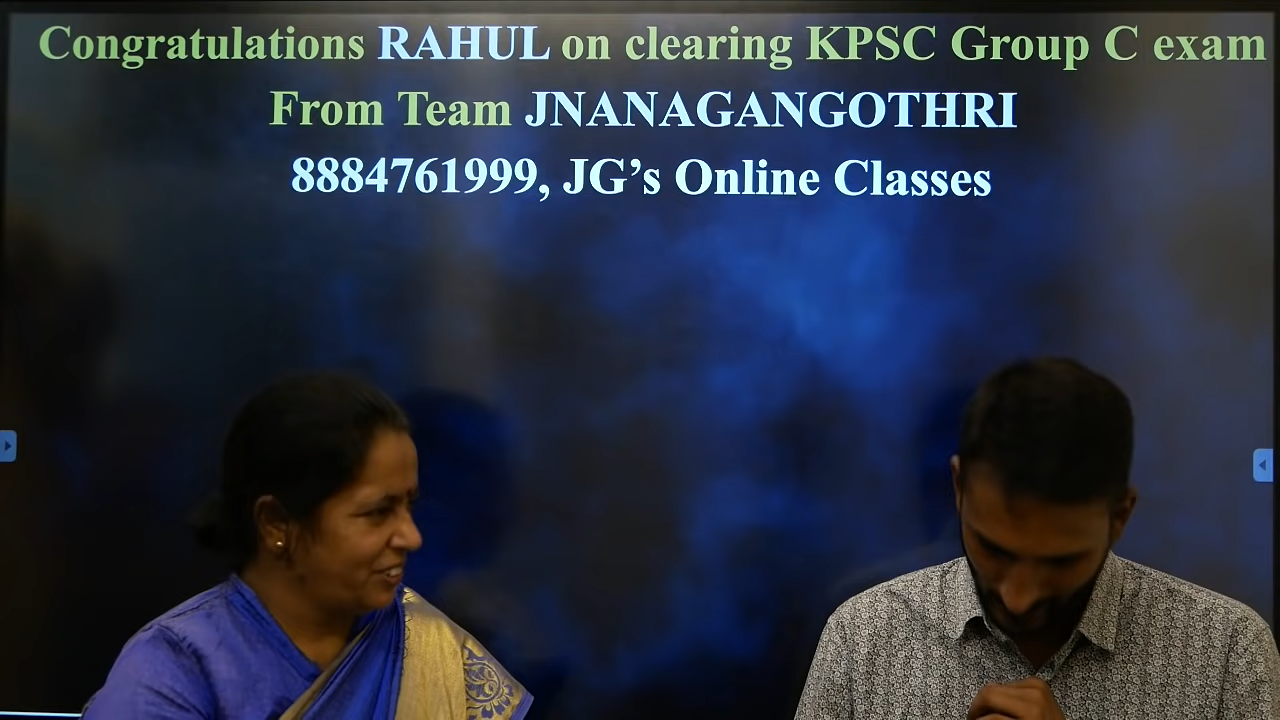 Congratulations RAHUL on clearing KPSC Group C exam
From Team JNANAGANGOTHRI
8884761999, JG’s Online Classes